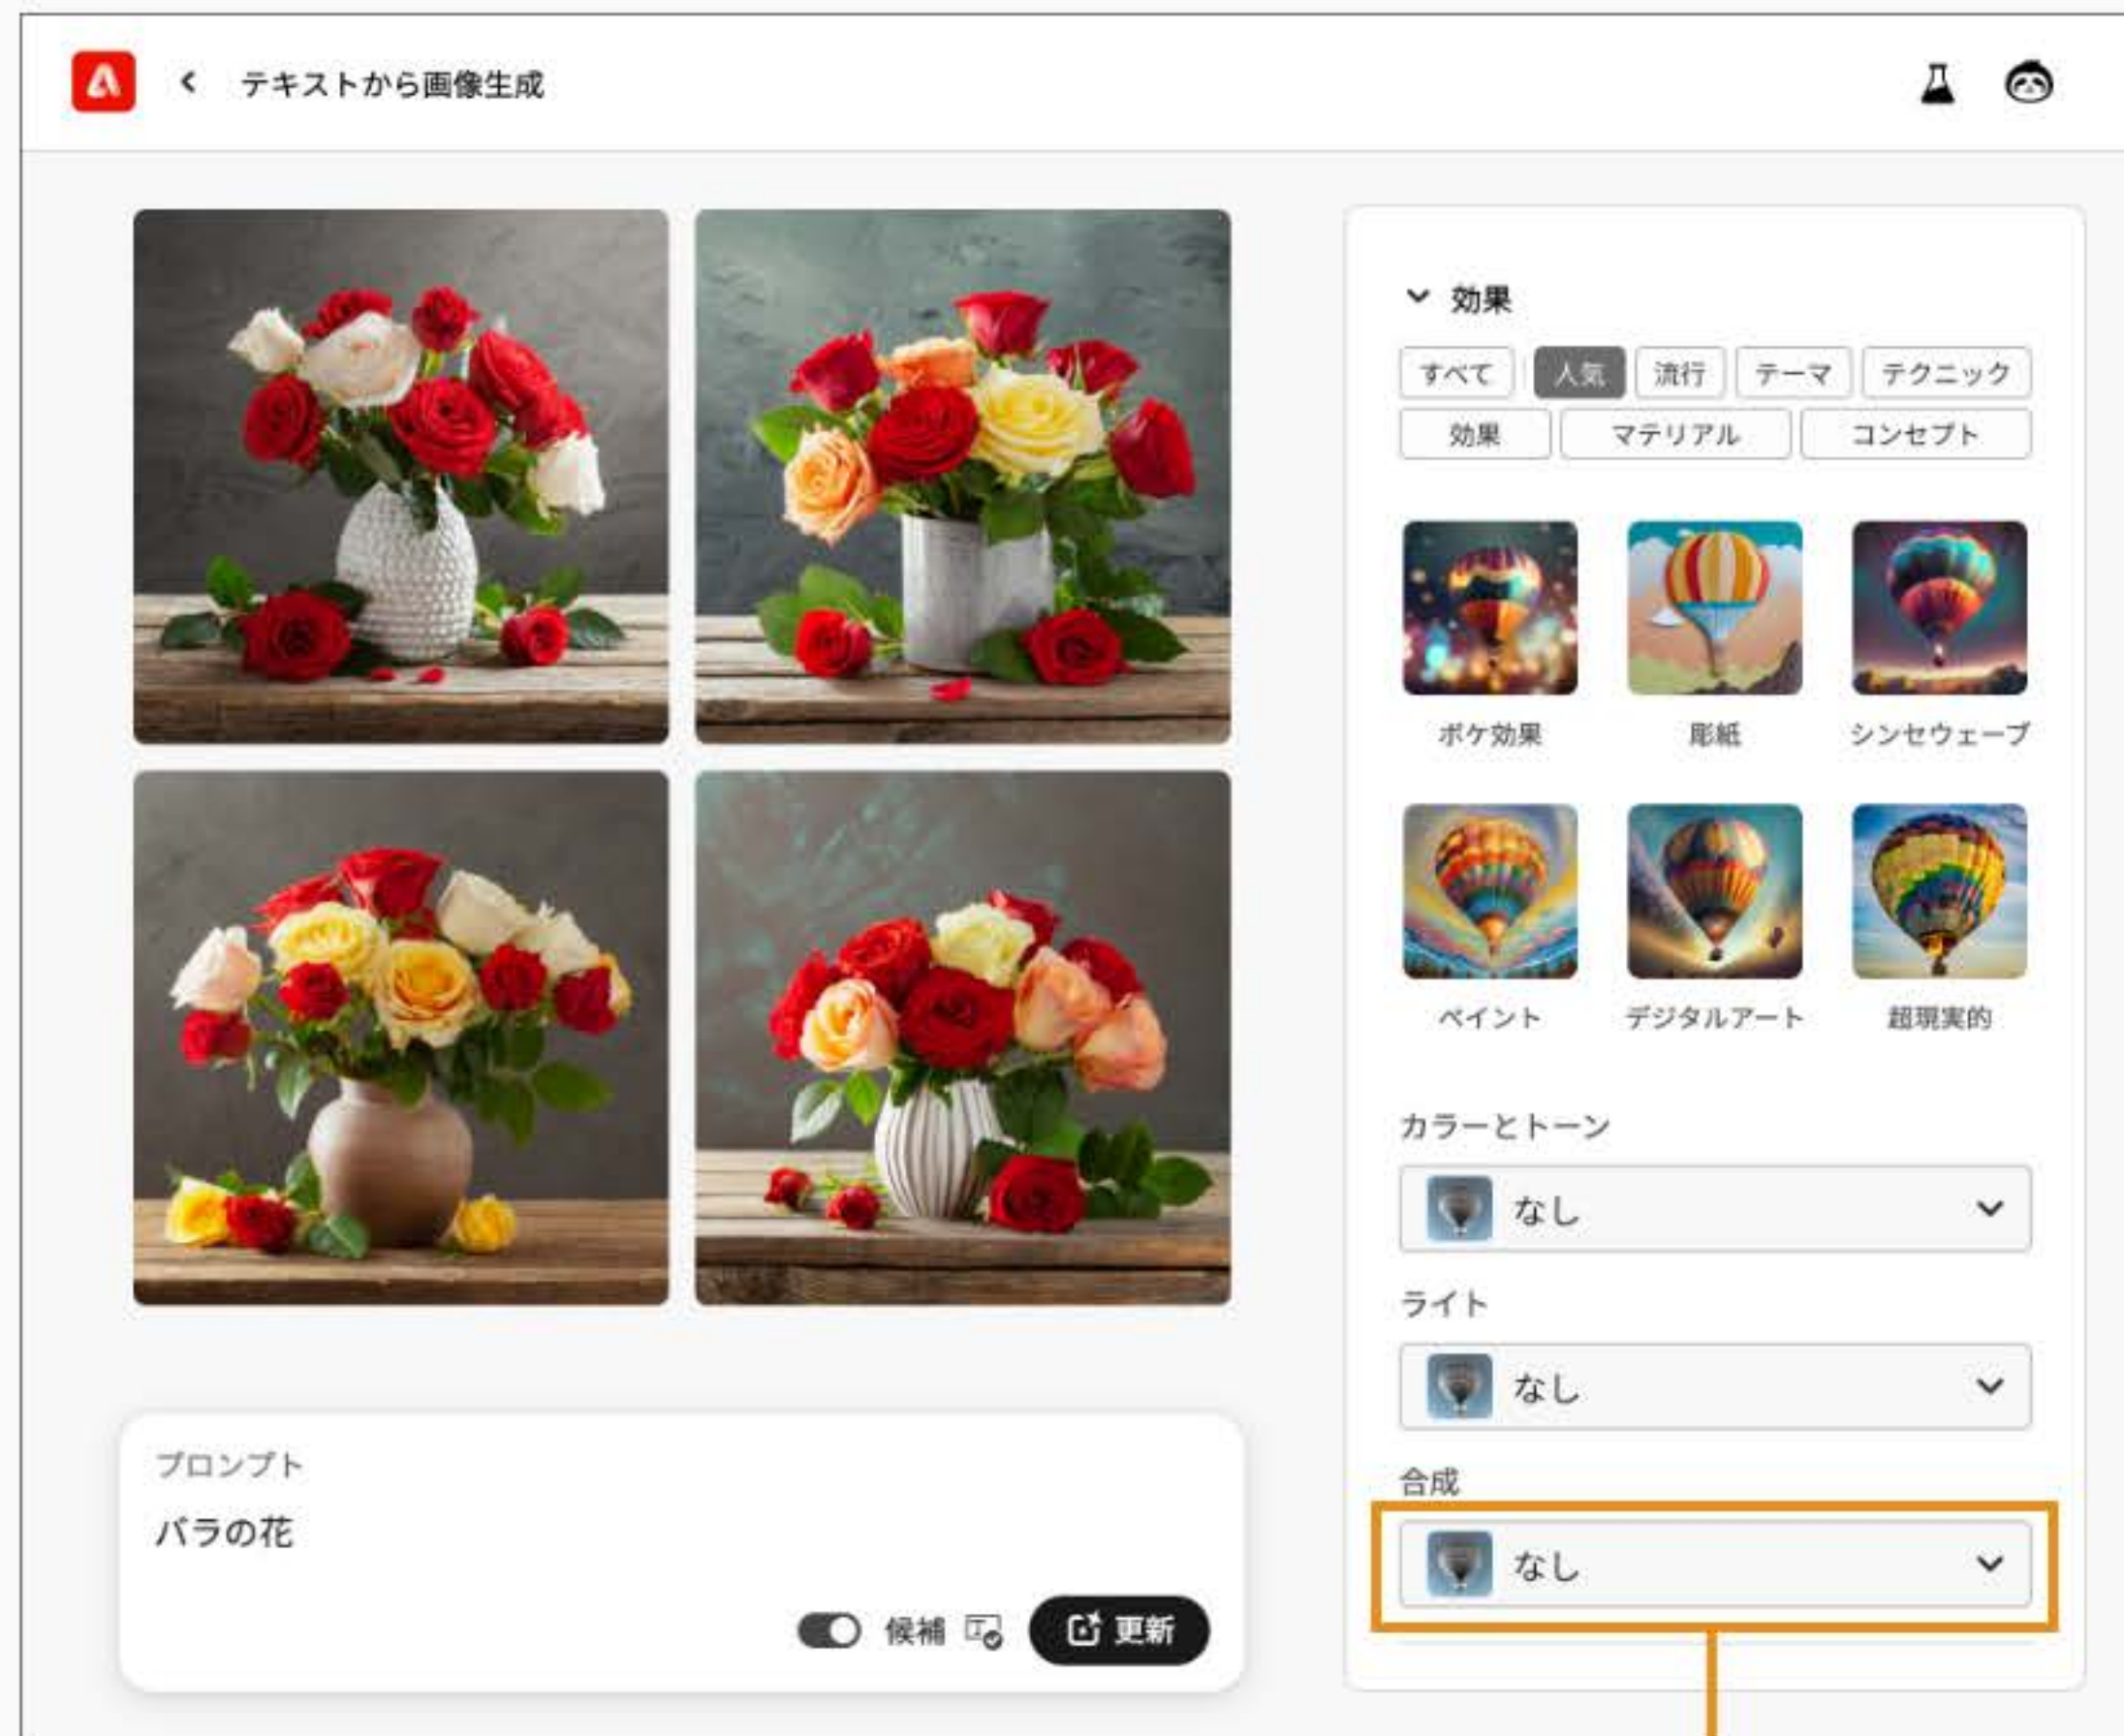 テキストから画像生成
効果
すべて 人気 流行 テーマ テクニック
効果 マテリアル コンセプト
ボケ効果 彫紙 シンセウェーブ
ペイント デジタルアート 超現実的
カラーとトーン
なし
ライト
なし
合成
なし
プロンプト
バラの花
候補 更新